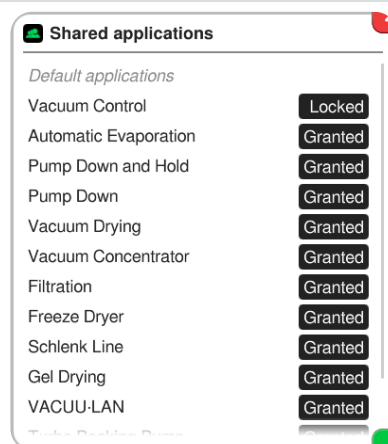 Shared applications
Default applications
Vacuum Control Locked
Automatic Evaporation Granted
Pump Down and Hold Granted
Pump Down Granted
Vacuum Drying Granted
Vacuum Concentrator Granted
Filtration Granted
Freeze Dryer Granted
Schlenk Line Granted
Gel Drying Granted
VACUU·LAN Granted